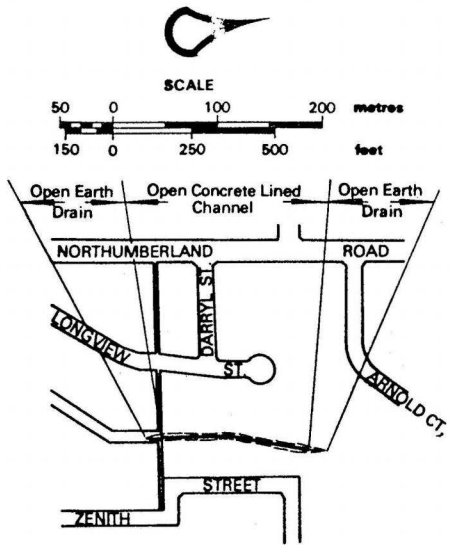 SCALE
50 0 100 200 metres
150 0 250 500 feet
Open Earth Drain
Open Concrete Lined Channel
Open Earth Drain
NORTHUMBERLAND ROAD
DARRYL ST.
LONGVIEW ST.
ARNOLD CT,
STREET
ZENITH